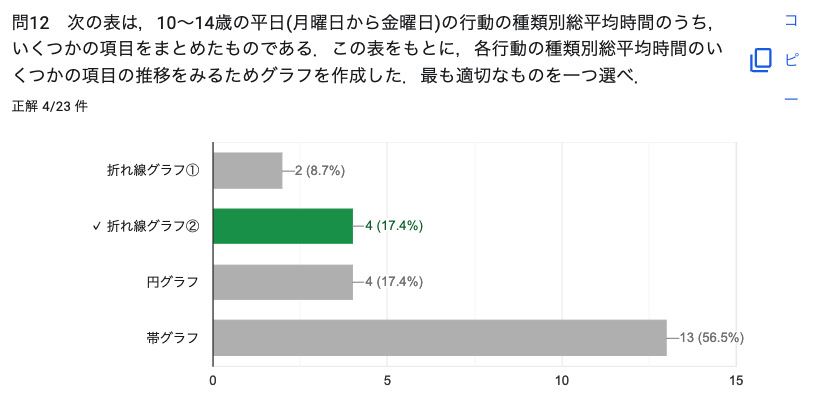 問12　次の表は，10〜14歳の平日(月曜日から金曜日)の行動の種類別総平均時間のうち，
いくつかの項目をまとめたものである．この表をもとに，各行動の種類別総平均時間のい
くつかの項目の推移をみるためグラフを作成した．最も適切なものを一つ選べ．
コピー
正解 4/23 件
折れ線グラフ①
2 (8.7%)
✓ 折れ線グラフ②
4 (17.4%)
円グラフ
4 (17.4%)
帯グラフ
13 (56.5%)
0 5 10 15